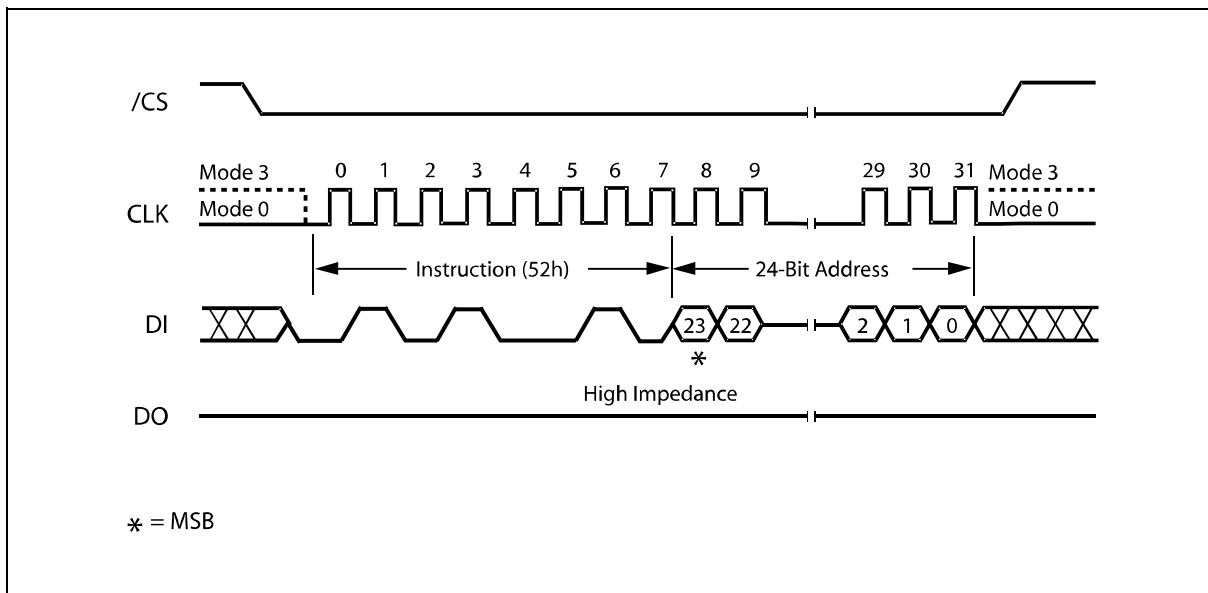 /CS
Mode 3 0 1 2 3 4 5 6 7 8 9 29 30 31 Mode 3
CLK Mode 0 Mode 0
Instruction (52h) 24-Bit Address
DI 23 22 2 1 0
*
High Impedance
DO
* = MSB